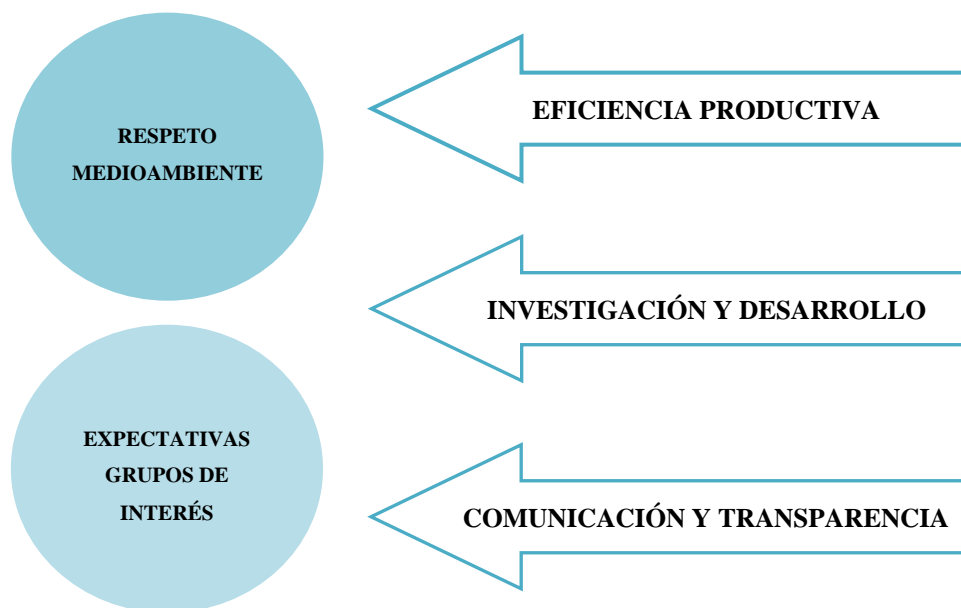 RESPETO
MEDIOAMBIENTE
EXPECTATIVAS
GRUPOS DE
INTERÉS
EFICIENCIA PRODUCTIVA
INVESTIGACIÓN Y DESARROLLO
COMUNICACIÓN Y TRANSPARENCIA